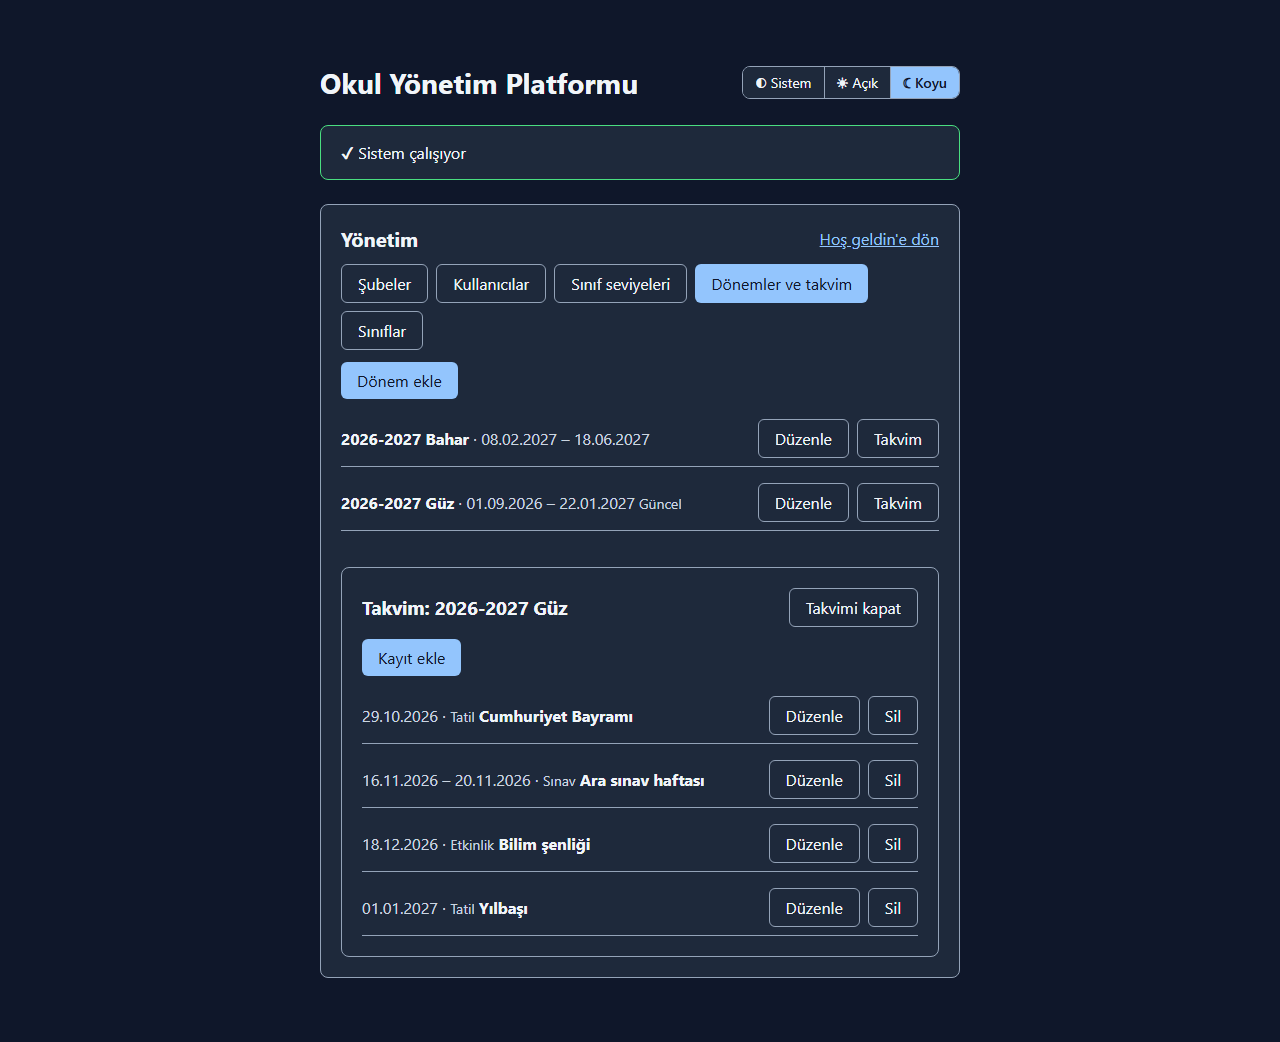 Okul Yönetim Platformu
◐ Sistem ☀ Açık ☾ Koyu
✓ Sistem çalışıyor
Yönetim
Hoş geldin'e dön
Şubeler Kullanıcılar Sınıf seviyeleri Dönemler ve takvim
Sınıflar
Dönem ekle
2026-2027 Bahar · 08.02.2027 – 18.06.2027 Düzenle Takvim
2026-2027 Güz · 01.09.2026 – 22.01.2027 Güncel Düzenle Takvim
Takvim: 2026-2027 Güz Takvimi kapat
Kayıt ekle
29.10.2026 · Tatil Cumhuriyet Bayramı Düzenle Sil
16.11.2026 – 20.11.2026 · Sınav Ara sınav haftası Düzenle Sil
18.12.2026 · Etkinlik Bilim şenliği Düzenle Sil
01.01.2027 · Tatil Yılbaşı Düzenle Sil